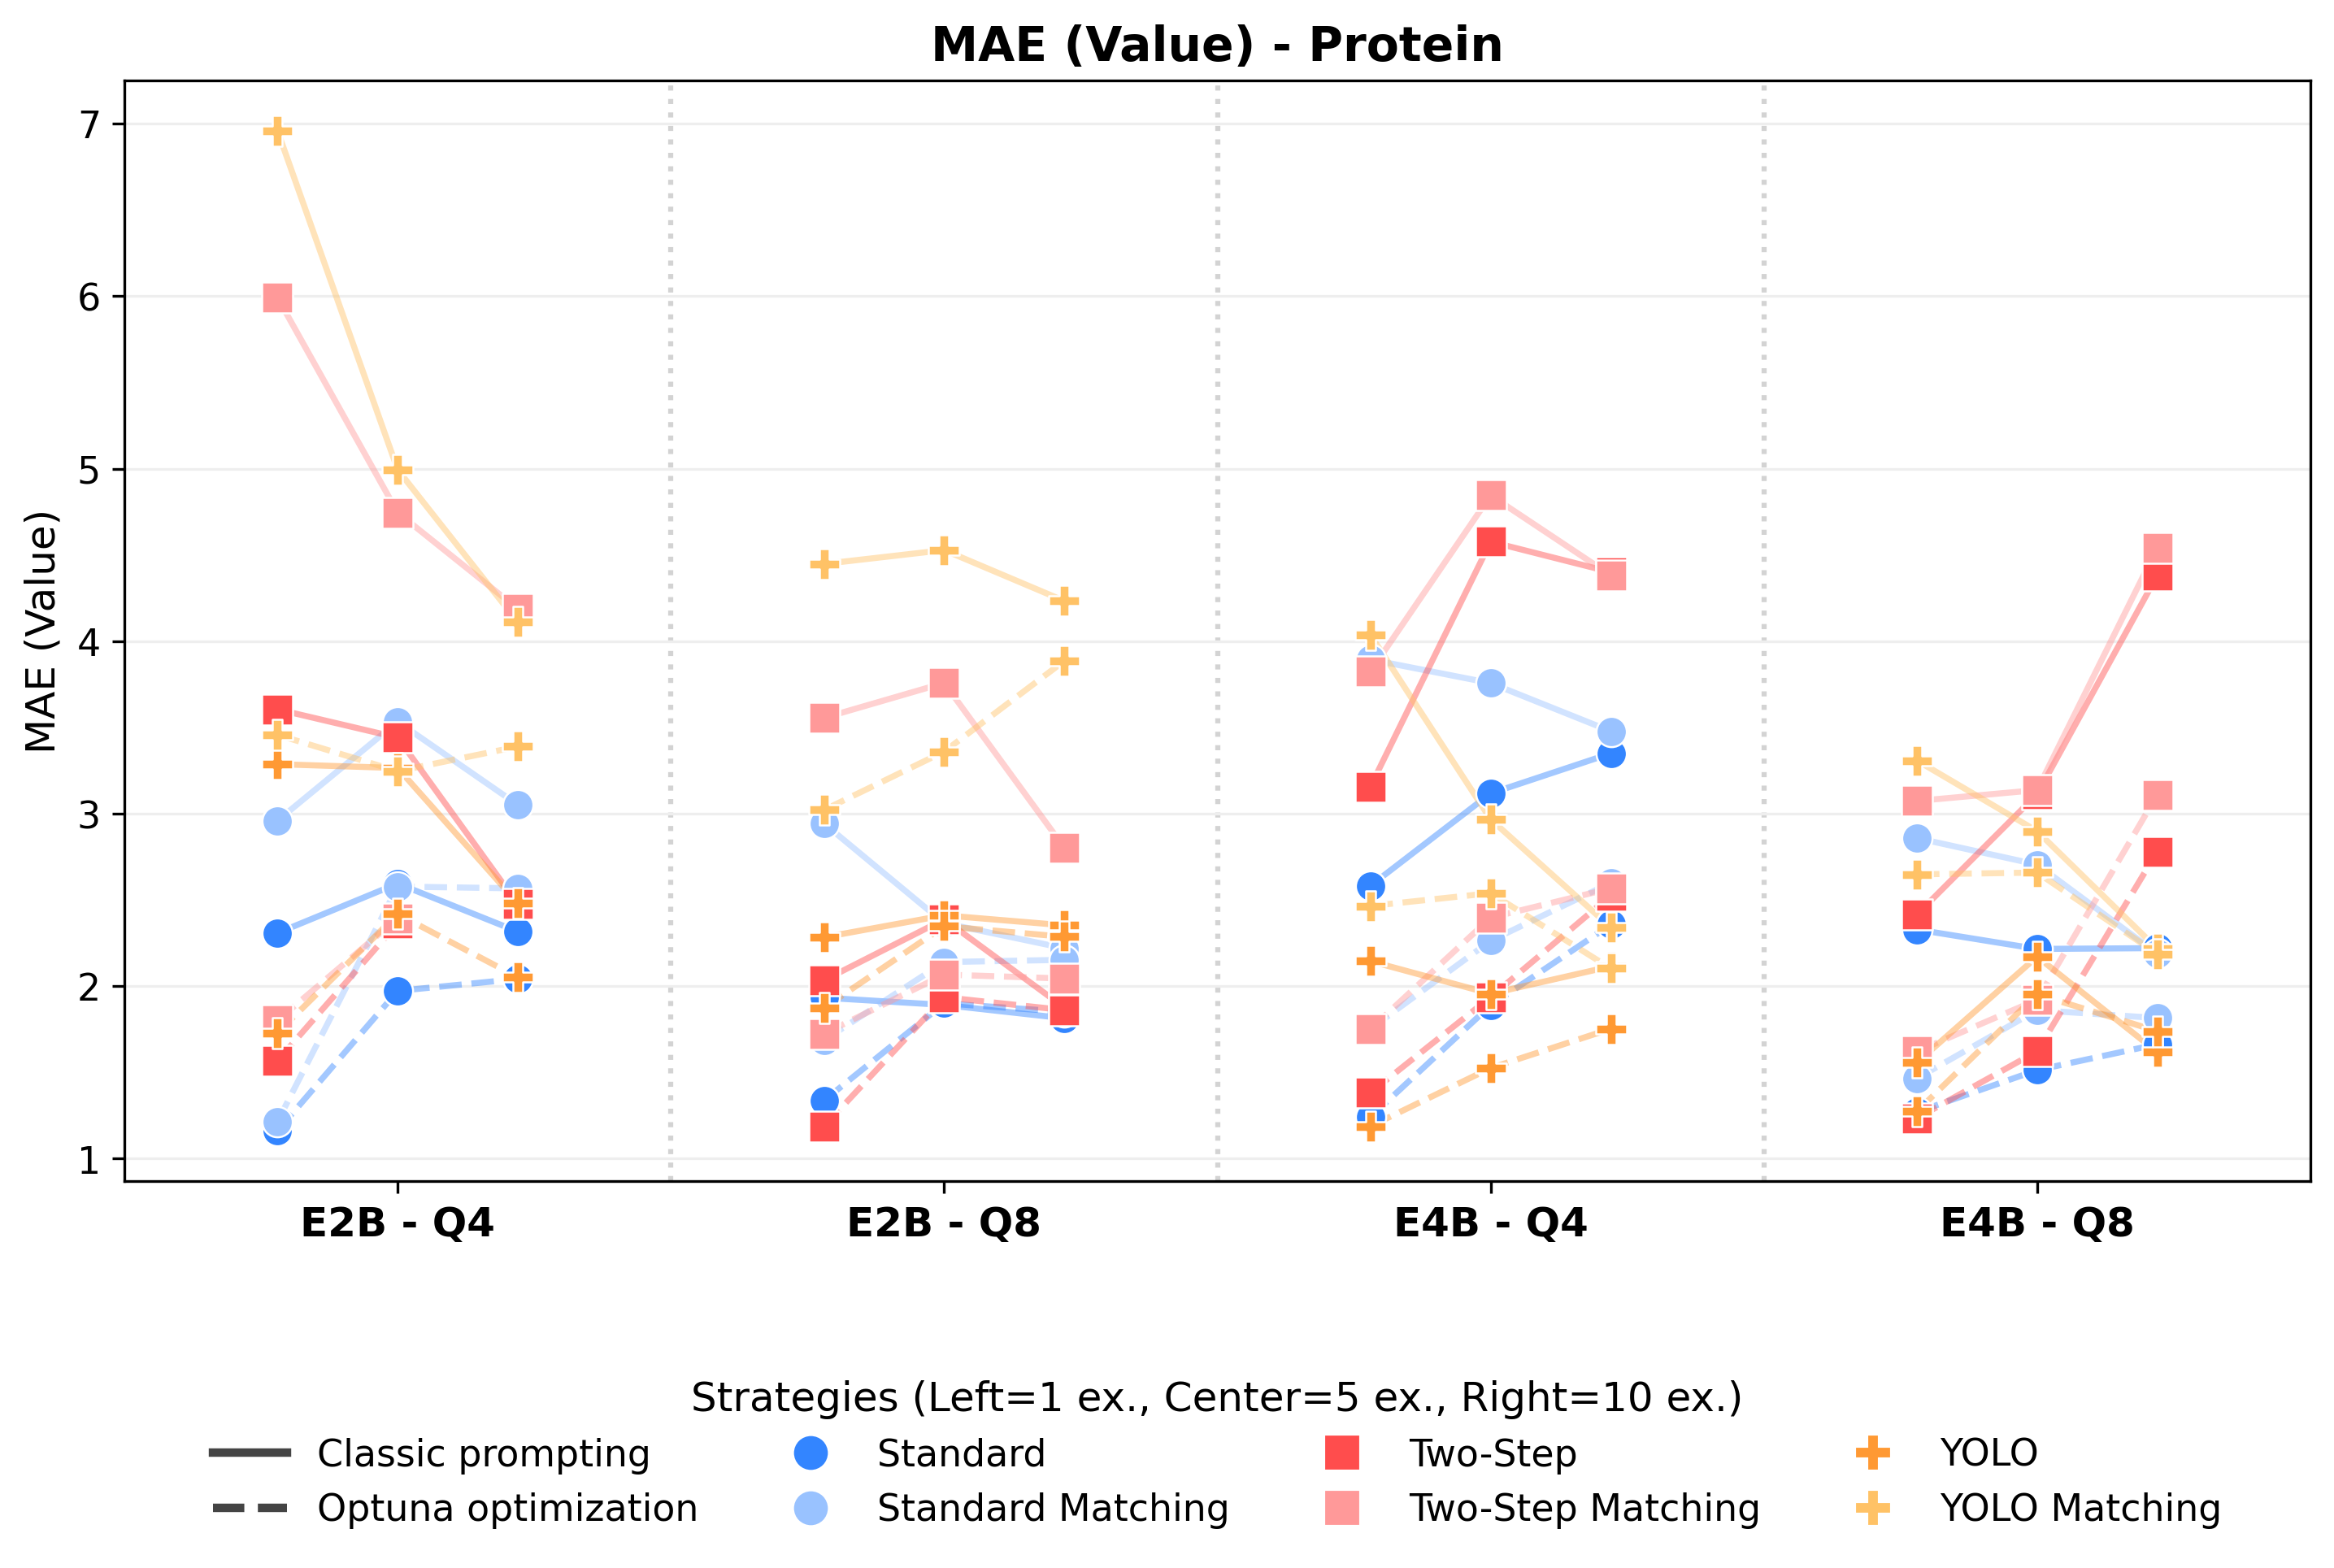 MAE (Value) - Protein
MAE (Value)
7
6
5
4
3
2
1
E2B - Q4
E2B - Q8
E4B - Q4
E4B - Q8
Strategies (Left=1 ex., Center=5 ex., Right=10 ex.)
Classic prompting
Standard
Two-Step
YOLO
Optuna optimization
Standard Matching
Two-Step Matching
YOLO Matching